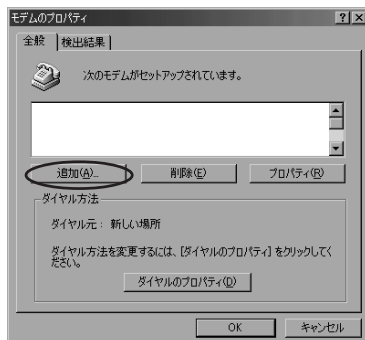 モデムのプロパティ
全般
検出結果
次のモデムがセットアップされています。
追加(A)...
削除(E)
プロパティ(R)
ダイヤル方法
ダイヤル元： 新しい場所
ダイヤル方法を変更するには、[ダイヤルのプロパティ] をクリックしてく
ださい。
ダイヤルのプロパティ(D)
OK
キャンセル